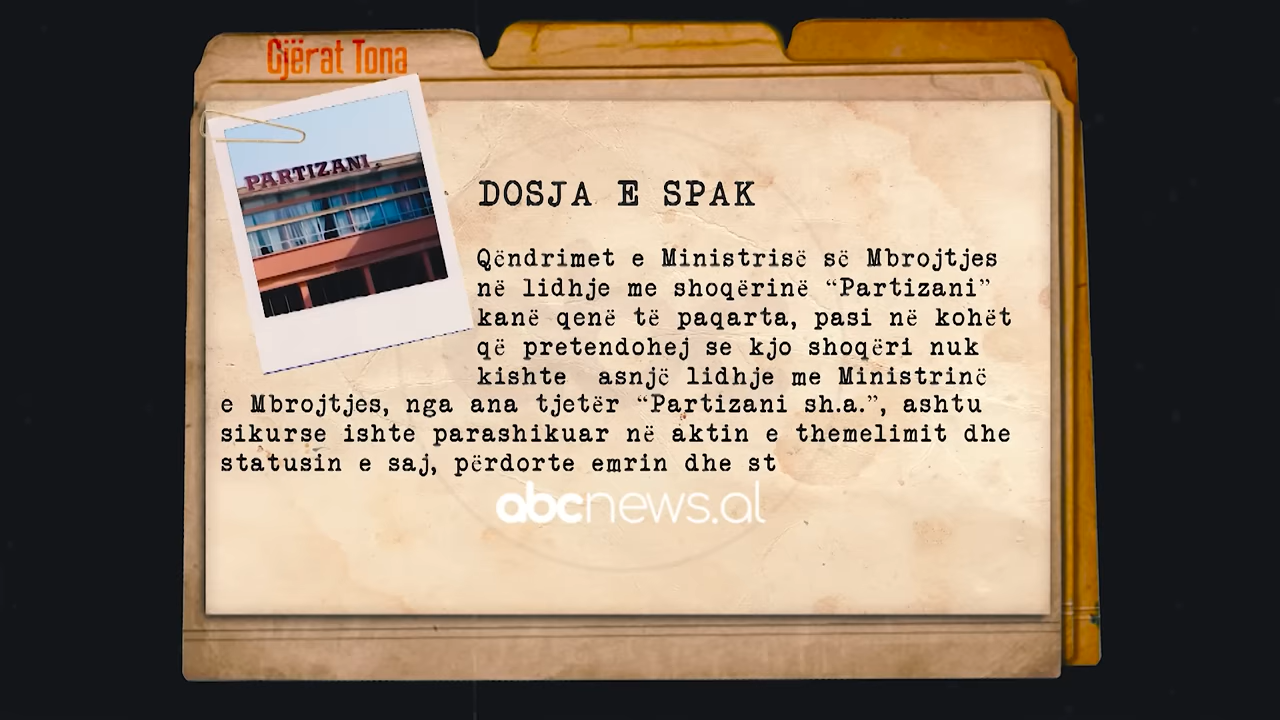 Gjërat Tona
PARTIZANI
DOSJA E SPAK
Qëndrimet e Ministrisë së Mbrojtjes
në lidhje me shoqërinë “Partizani”
kanë qenë të paqarta, pasi në kohët
që pretendohej se kjo shoqëri nuk
kishte asnjë lidhje me Ministrinë
e Mbrojtjes, nga ana tjetër “Partizani sh.a.”, ashtu
sikurse ishte parashikuar në aktin e themelimit dhe
statusin e saj, përdorte emrin dhe st
abcnews.al